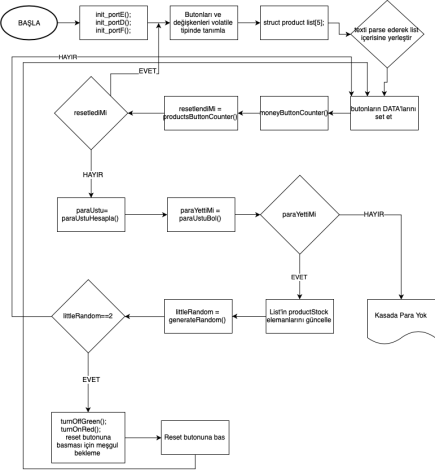 BAŞLA
init_portE();
init_portD();
init_portF();
Butonları ve
değişkenleri volatile
tipinde tanımla
struct product list[5];
texti parse ederek list
içerisine yerleştir
HAYIR
EVET
resetlediMi
resetlendiMi =
productsButtonCounter()
moneyButtonCounter()
butonların DATA'larını
set et
HAYIR
paraUstu=
paraUstuHesapla()
paraYettiMi =
paraUstuBol()
paraYettiMi
HAYIR
EVET
littleRandom==2
littleRandom =
generateRandom()
List'in productStock
elemanlarını güncelle
Kasada Para Yok
EVET
turnOffGreen();
turnOnRed();
reset butonuna
basması için meşgul
bekleme
Reset butonuna bas